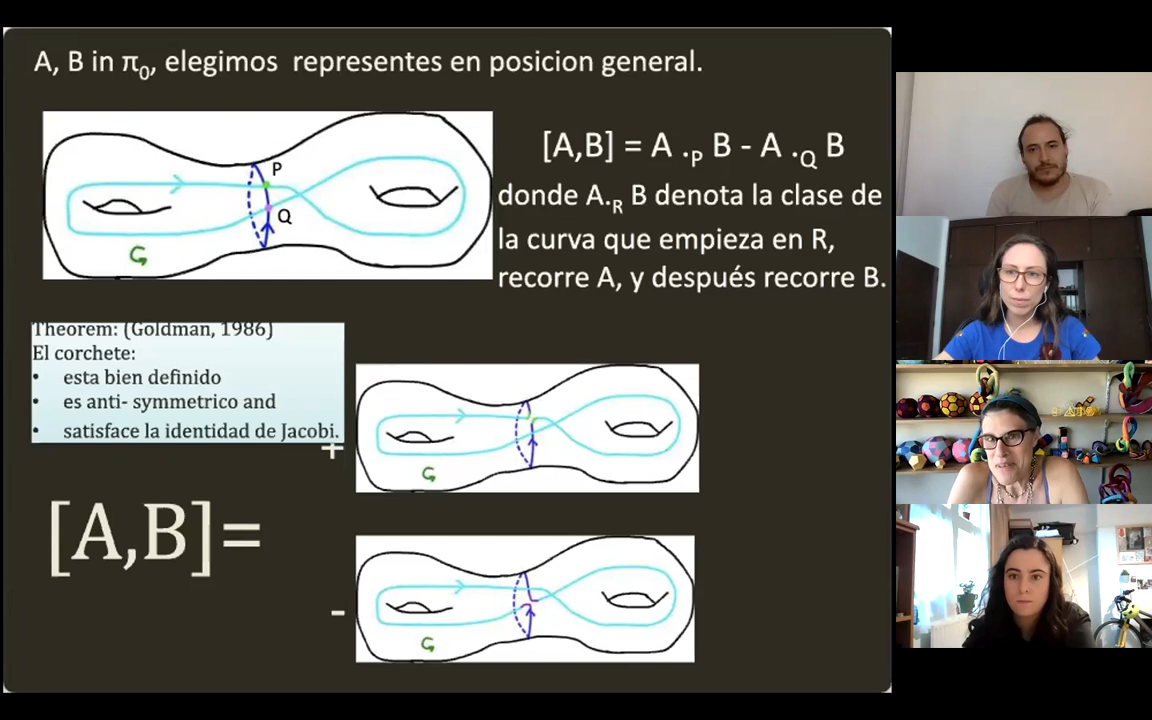 A, B in π₀, elegimos representes en posicion general.
P
Q
[A,B] = A ·P B - A ·Q B
donde A.R B denota la clase de
la curva que empieza en R,
recorre A, y después recorre B.
Theorem: (Goldman, 1986)
El corchete:
• esta bien definido
• es anti- symmetrico and
• satisface la identidad de Jacobi.
+
[A,B]=
-